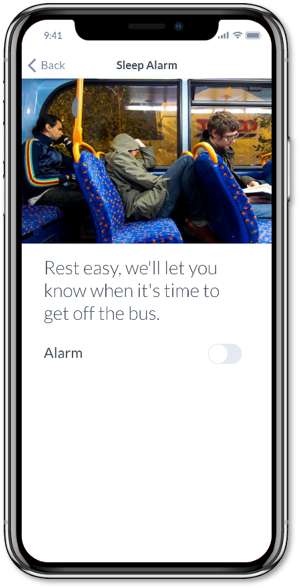 9:41
Back Sleep Alarm
Rest easy, we'll let you
know when it's time to
get off the bus.
Alarm